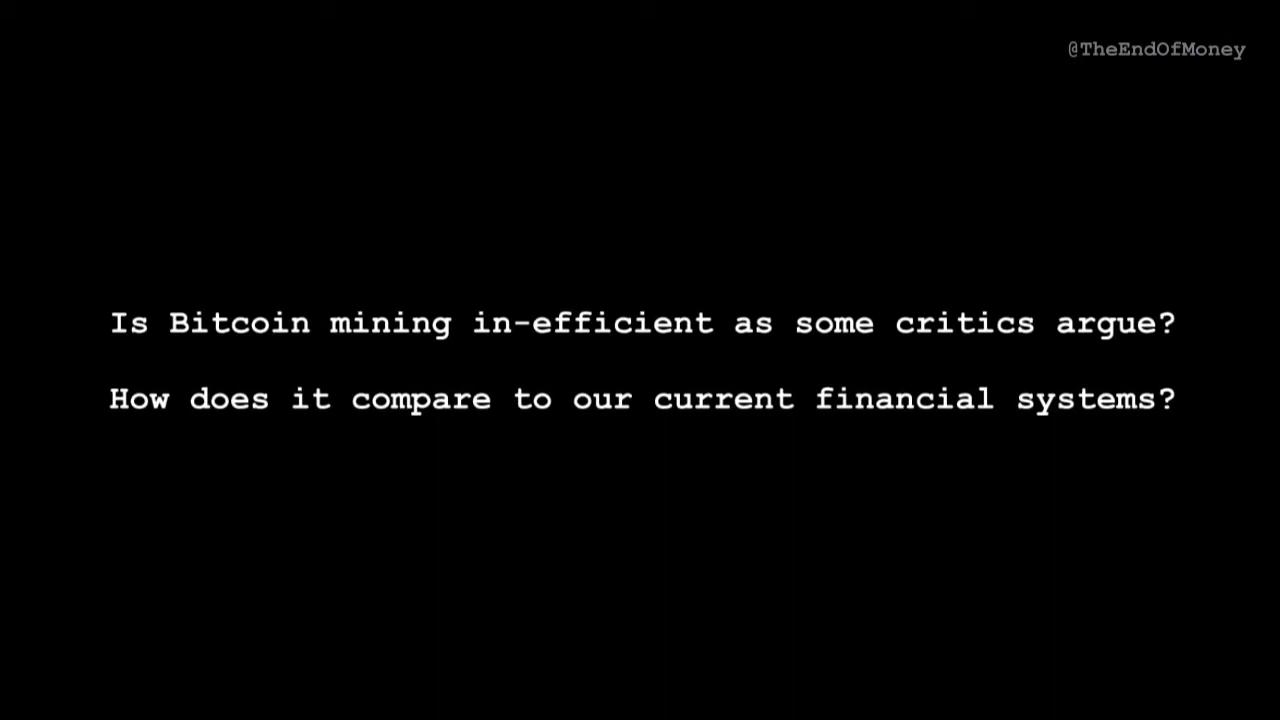 @TheEndOfMoney
Is Bitcoin mining in-efficient as some critics argue?
How does it compare to our current financial systems?